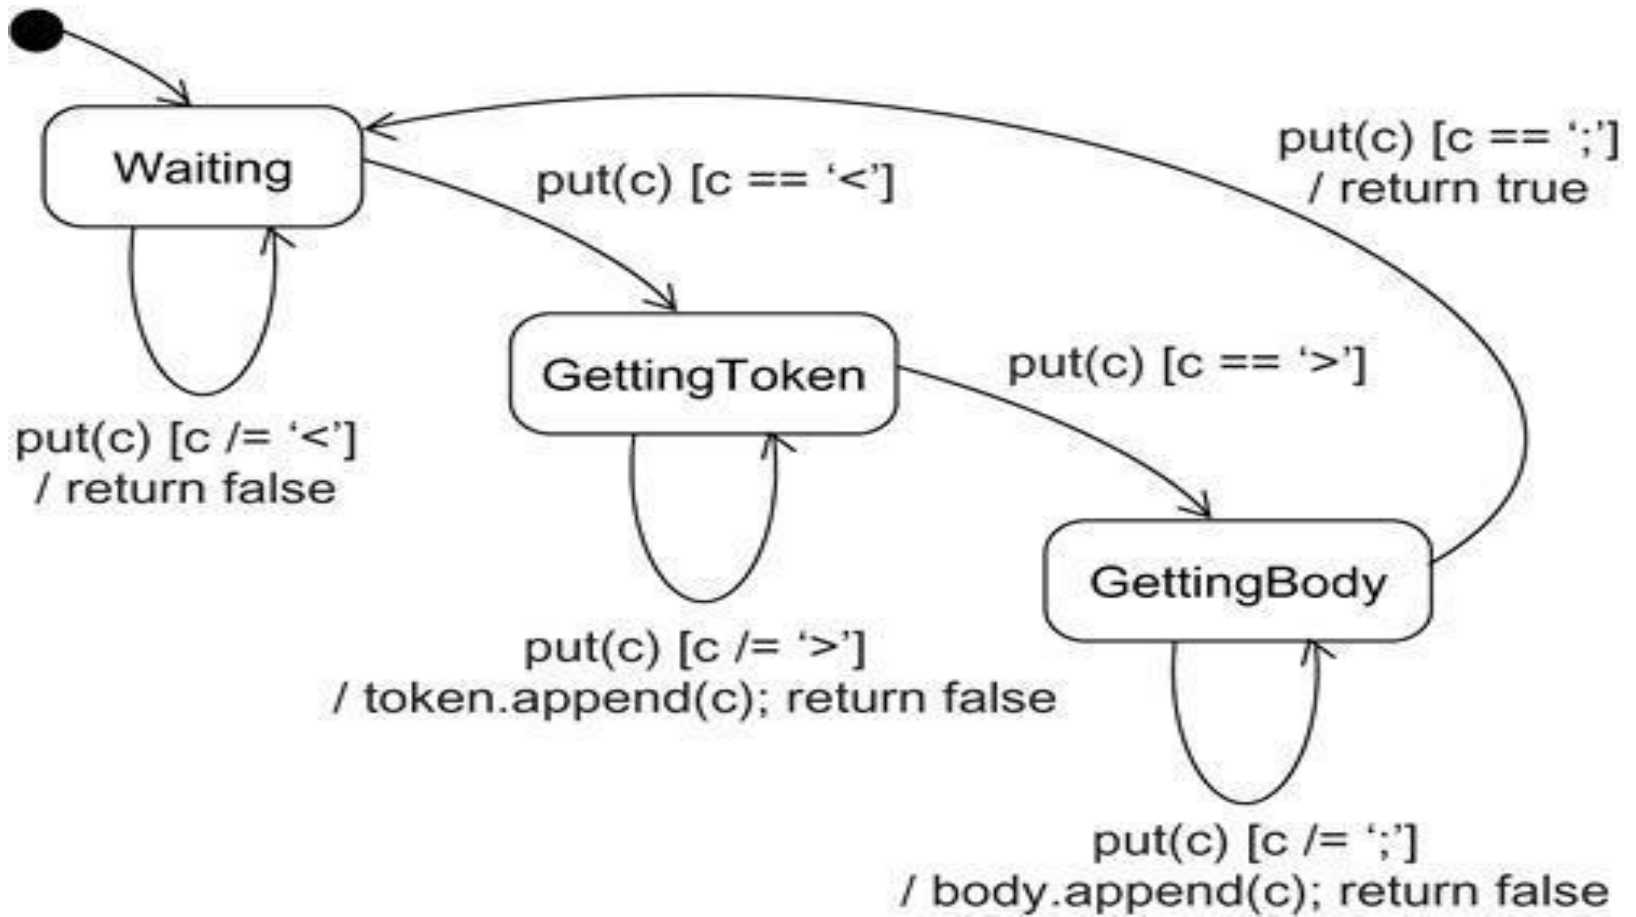 Waiting
put(c) [c == ‘<’]
put(c) [c == ‘;’]
/ return true
GettingToken
put(c) [c == ‘>’]
put(c) [c /= ‘<’]
/ return false
GettingBody
put(c) [c /= ‘>’]
/ token.append(c); return false
put(c) [c /= ‘;’]
/ body.append(c); return false